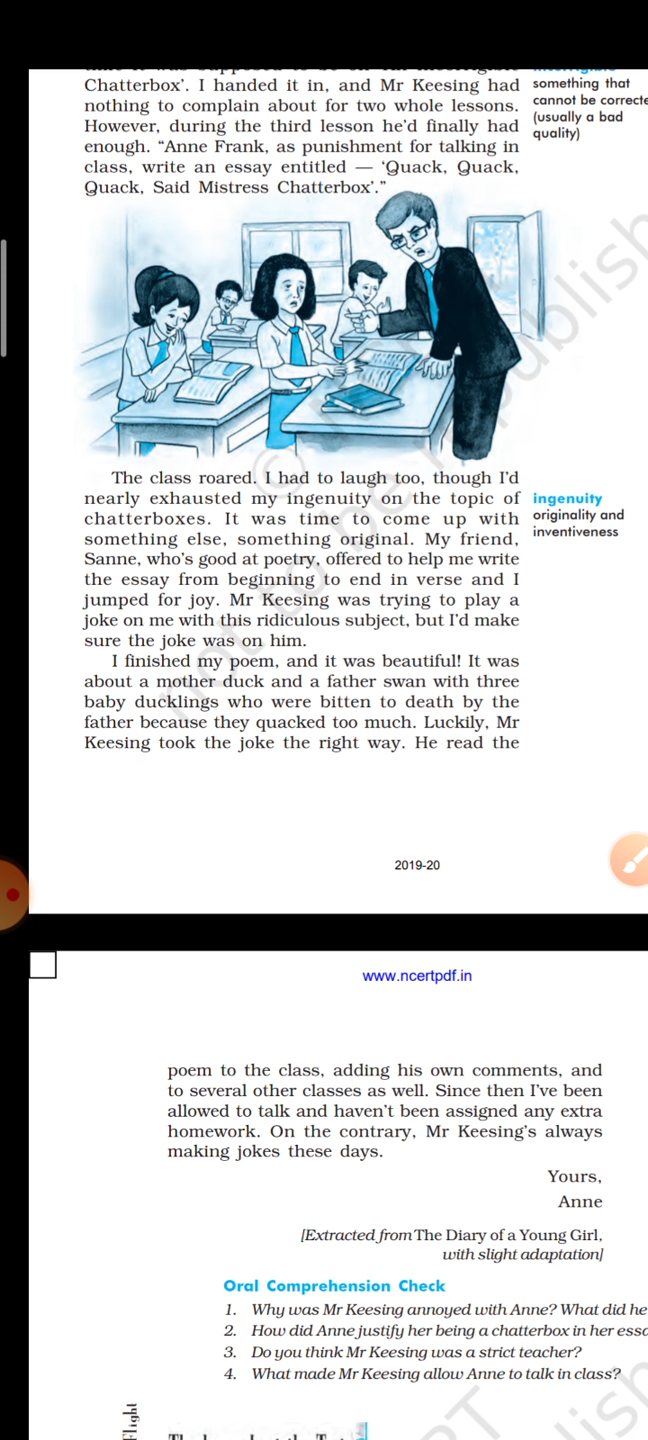 Chatterbox'. I handed it in, and Mr Keesing had
nothing to complain about for two whole lessons.
However, during the third lesson he'd finally had
enough. “Anne Frank, as punishment for talking in
class, write an essay entitled — ‘Quack, Quack,
Quack, Said Mistress Chatterbox’.”
something that
cannot be correcte
(usually a bad
quality)
The class roared. I had to laugh too, though I'd
nearly exhausted my ingenuity on the topic of
chatterboxes. It was time to come up with
something else, something original. My friend,
Sanne, who's good at poetry, offered to help me write
the essay from beginning to end in verse and I
jumped for joy. Mr Keesing was trying to play a
joke on me with this ridiculous subject, but I'd make
sure the joke was on him.
ingenuity
originality and
inventiveness
I finished my poem, and it was beautiful! It was
about a mother duck and a father swan with three
baby ducklings who were bitten to death by the
father because they quacked too much. Luckily, Mr
Keesing took the joke the right way. He read the
© not to be republish
2019-20
www.ncertpdf.in
poem to the class, adding his own comments, and
to several other classes as well. Since then I've been
allowed to talk and haven't been assigned any extra
homework. On the contrary, Mr Keesing's always
making jokes these days.
Yours,
Anne
[Extracted from The Diary of a Young Girl,
with slight adaptation]
Oral Comprehension Check
1. Why was Mr Keesing annoyed with Anne? What did he
2. How did Anne justify her being a chatterbox in her essa
3. Do you think Mr Keesing was a strict teacher?
4. What made Mr Keesing allow Anne to talk in class?
Flight